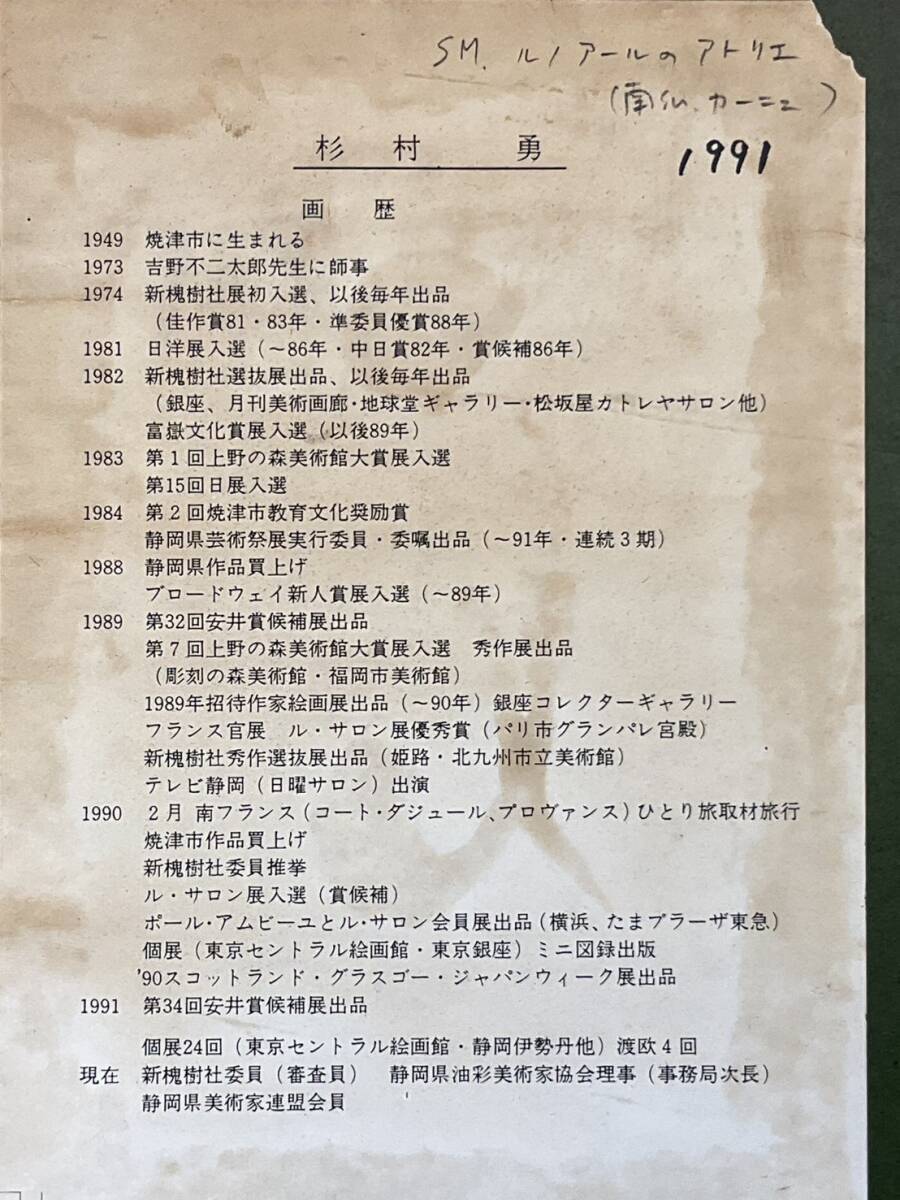 SM. ルノアールのアトリエ
(南仏、カーニュ)
1991
杉村 勇
画歴
1949 焼津市に生まれる
1973 吉野不二太郎先生に師事
1974 新槐樹社展初入選、以後毎年出品
(佳作賞81・83年・準委員優賞88年)
1981 日洋展入選(〜86年・中日賞82年・賞候補86年)
1982 新槐樹社選抜展出品、以後毎年出品
(銀座、月刊美術画廊・地球堂ギャラリー・松坂屋カトレヤサロン他)
富嶽文化賞展入選(以後89年)
1983 第1回上野の森美術館大賞展入選
第15回日展入選
1984 第2回焼津市教育文化奨励賞
静岡県芸術祭展実行委員・委嘱出品(〜91年・連続3期)
1988 静岡県作品買上げ
ブロードウェイ新人賞展入選(〜89年)
1989 第32回安井賞候補展出品
第7回上野の森美術館大賞展入選 秀作展出品
(彫刻の森美術館・福岡市美術館)
1989年招待作家絵画展出品(〜90年)銀座コレクターギャラリー
フランス官展 ル・サロン展優秀賞(パリ市グランパレ宮殿)
新槐樹社秀作選抜展出品(姫路・北九州市立美術館)
テレビ静岡(日曜サロン)出演
1990 2月 南フランス(コート・ダジュール、プロヴァンス)ひとり旅取材旅行
焼津市作品買上げ
新槐樹社委員推挙
ル・サロン展入選(賞候補)
ポール・アムビーユとル・サロン会員展出品(横浜、たまプラーザ東急)
個展(東京セントラル絵画館・東京銀座)ミニ図録出版
'90スコットランド・グラスゴー・ジャパンウィーク展出品
1991 第34回安井賞候補展出品
個展24回(東京セントラル絵画館・静岡伊勢丹他)渡欧4回
現在 新槐樹社委員(審査員) 静岡県油彩美術家協会理事(事務局次長)
静岡県美術家連盟会員